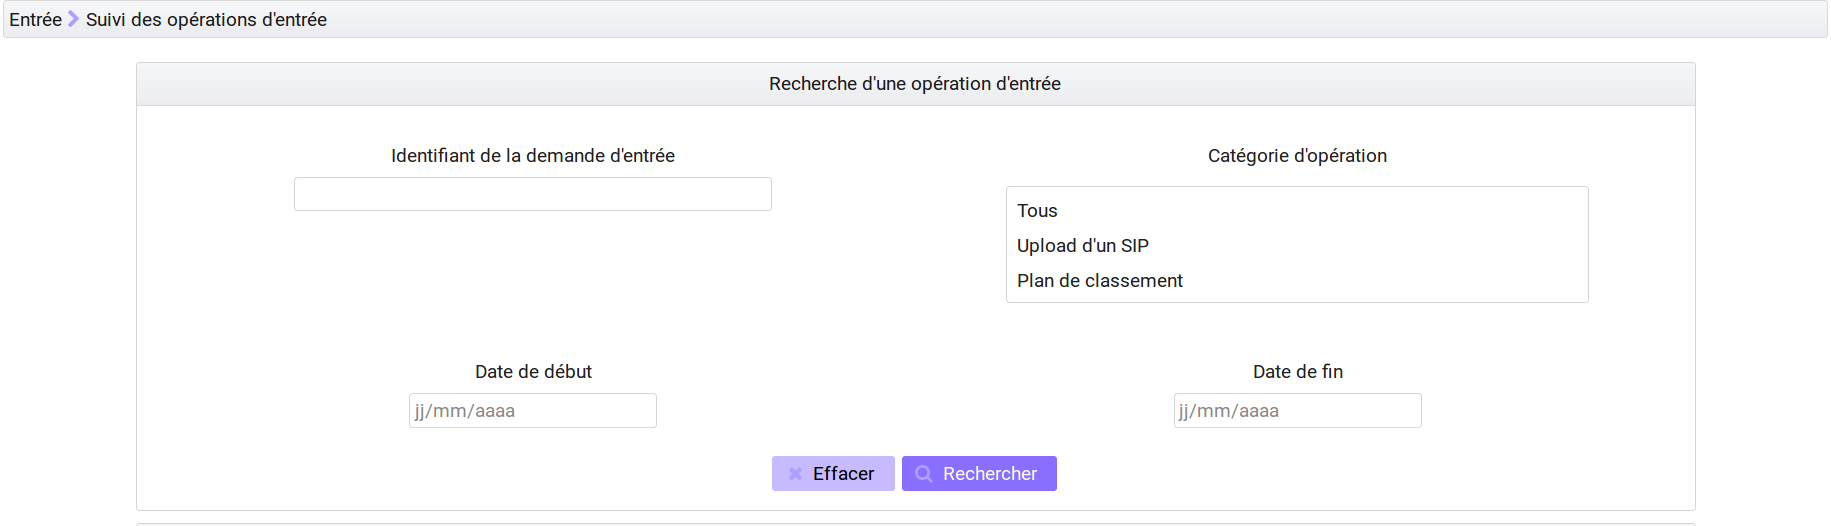 Entrée Suivi des opérations d'entrée
Recherche d'une opération d'entrée
Identifiant de la demande d'entrée
Catégorie d'opération
Tous
Upload d'un SIP
Plan de classement
Date de début
Date de fin
jj/mm/aaaa
jj/mm/aaaa
Effacer
Rechercher